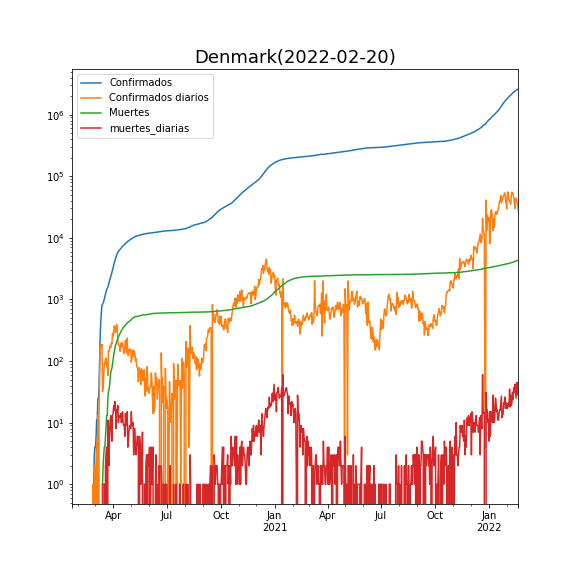 Denmark(2022-02-20)
Confirmados
Confirmados diarios
Muertes
muertes_diarias
10⁶
10⁵
10⁴
10³
10²
10¹
10⁰
Apr Jul Oct Jan Apr Jul Oct Jan
2021 2022